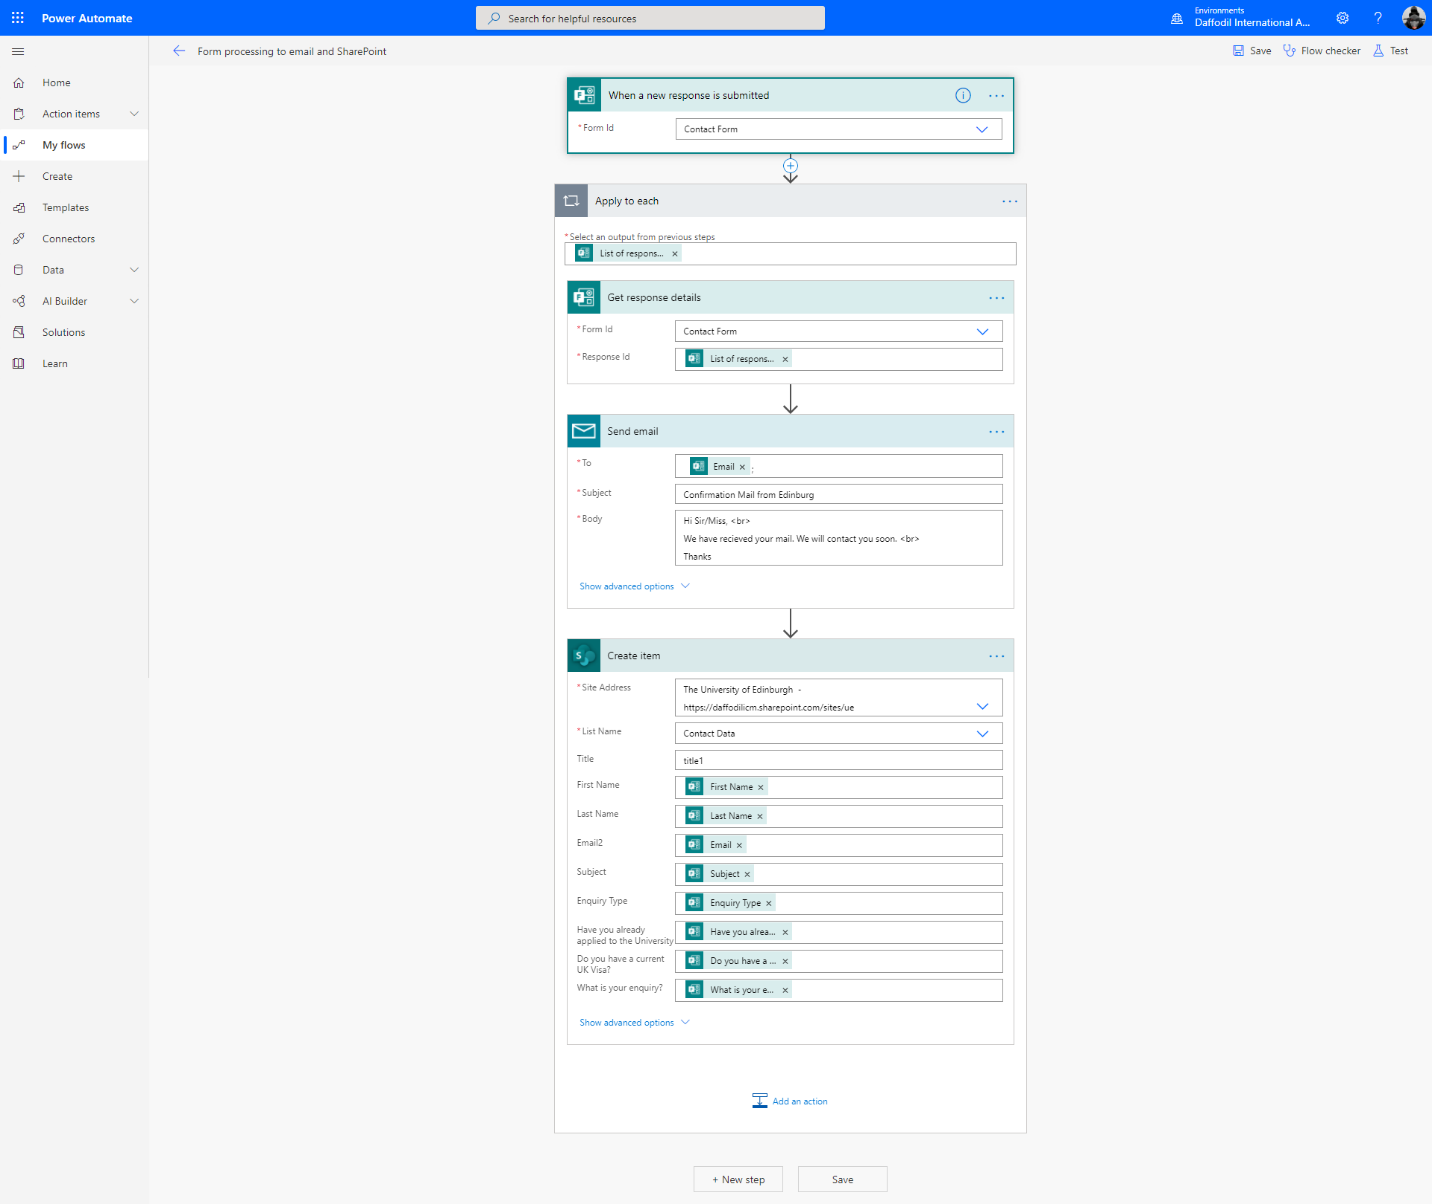 Power Automate
Search for helpful resources
Environments
Daffodil International A...
?
Form processing to email and SharePoint
Save
Flow checker
Test
Home
Action items
My flows
Create
Templates
Connectors
Data
AI Builder
Solutions
Learn
When a new response is submitted
* Form Id
Contact Form
Apply to each
* Select an output from previous steps
List of respons... ×
Get response details
* Form Id
Contact Form
* Response Id
List of respons... ×
Send email
* To
Email × ;
* Subject
Confirmation Mail from Edinburg
* Body
Hi Sir/Miss, <br>
We have recieved your mail. We will contact you soon. <br>
Thanks
Show advanced options
S
Create item
* Site Address
The University of Edinburgh -
https://daffodilicm.sharepoint.com/sites/ue
* List Name
Contact Data
Title
title1
First Name
First Name ×
Last Name
Last Name ×
Email2
Email ×
Subject
Subject ×
Enquiry Type
Enquiry Type ×
Have you already
applied to the University
Have you alrea... ×
Do you have a current
UK Visa?
Do you have a ... ×
What is your enquiry?
What is your e... ×
Show advanced options
Add an action
+ New step
Save